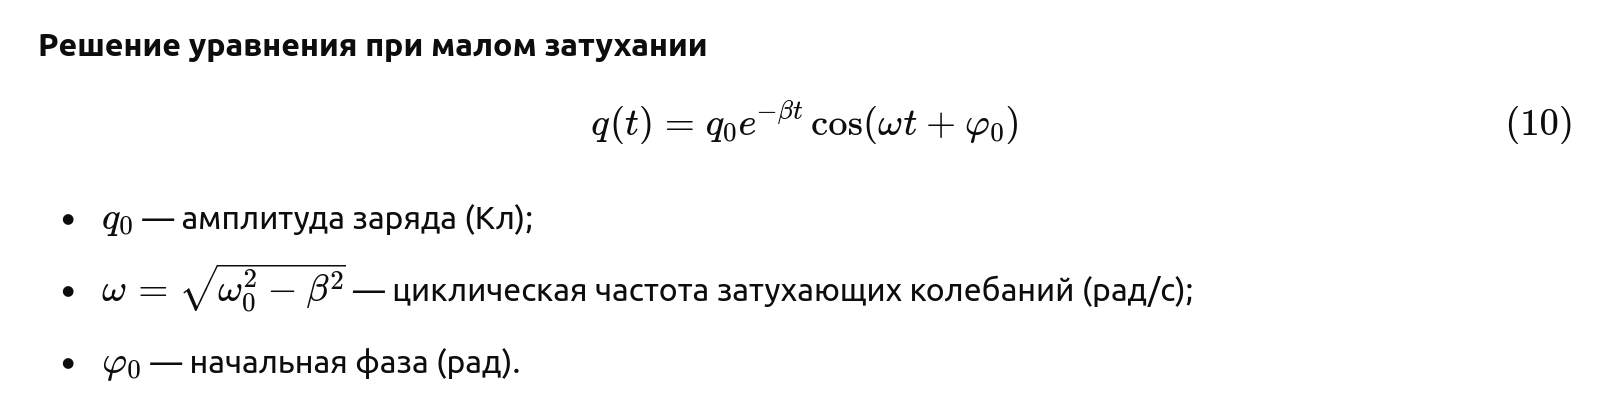 Решение уравнения при малом затухании
q(t) = q₀e^{−βt} cos(ωt + φ₀) (10)
• q₀ — амплитуда заряда (Кл);
• ω = √(ω₀² − β²) — циклическая частота затухающих колебаний (рад/с);
• φ₀ — начальная фаза (рад).